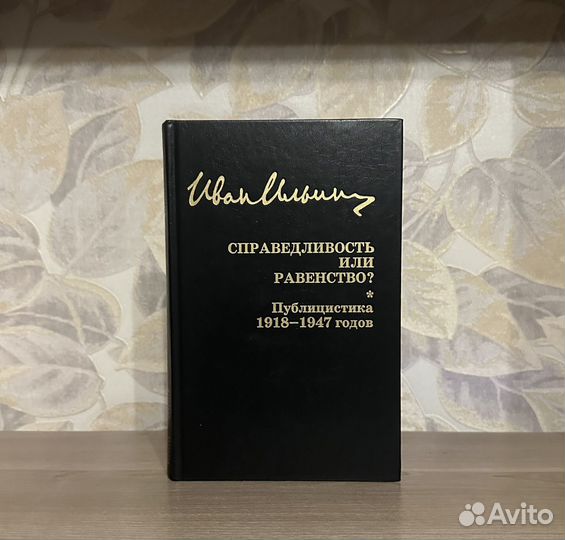 Иван Ильин
СПРАВЕДЛИВОСТЬ
ИЛИ
РАВЕНСТВО?
*
Публицистика
1918–1947 годов
Avito